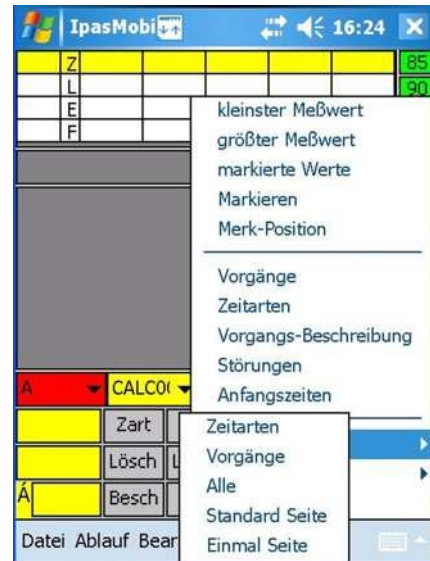 IpasMobi 16:24
Z 85
L 90
E
F
kleinster Meßwert
größter Meßwert
markierte Werte
Markieren
Merk-Position
Vorgänge
Zeitarten
Vorgangs-Beschreibung
Störungen
Anfangszeiten
A CALCO(
Zart
Lösch L
Á Besch
Zeitarten
Vorgänge
Alle
Standard Seite
Einmal Seite
Datei Ablauf Bear